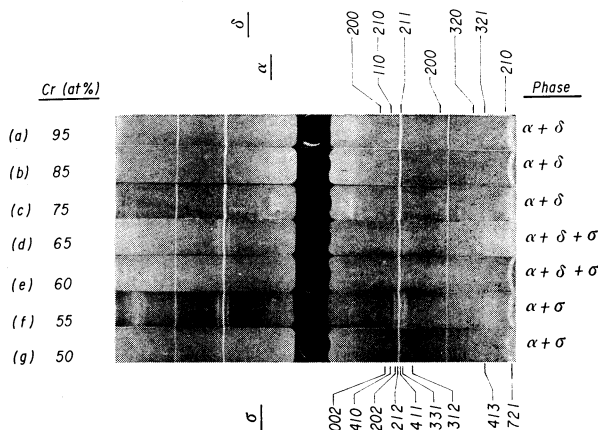 δ
α
200
110
210
211
200
320
321
210
Cr (at%)
Phase
(a) 95 α + δ
(b) 85 α + δ
(c) 75 α + δ
(d) 65 α + δ + σ
(e) 60 α + δ + σ
(f) 55 α + σ
(g) 50 α + σ
σ
002
410
202
212
411
331
312
413
721